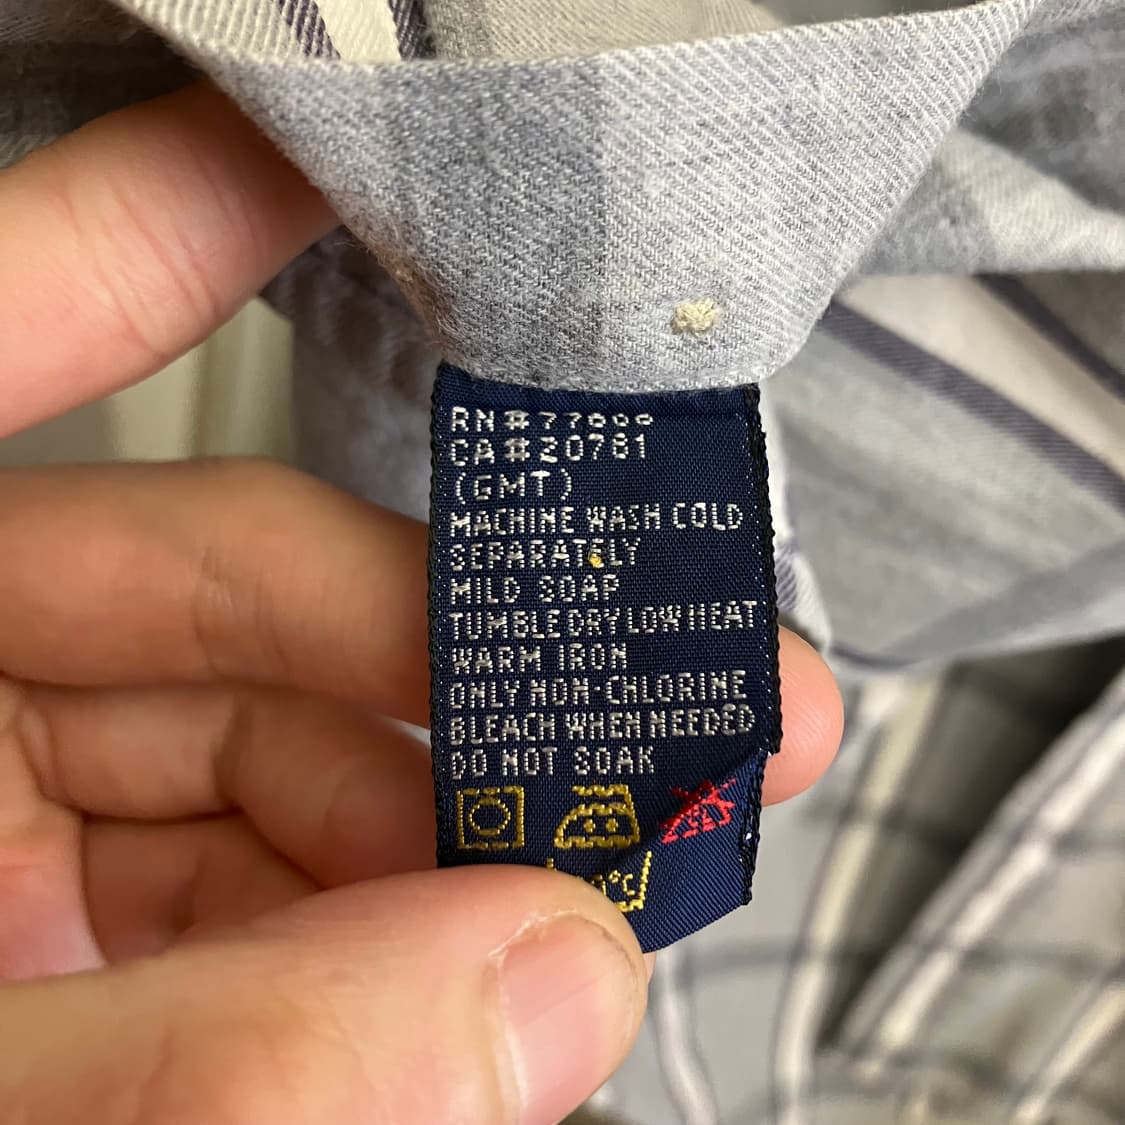 CA #20781
(GMT)
MACHINE WASH COLD
SEPARATELY
MILD SOAP
TUMBLE DRY LOW HEAT
WARM IRON
ONLY NON-CHLORINE
BLEACH WHEN NEEDED
DO NOT SOAK
°C